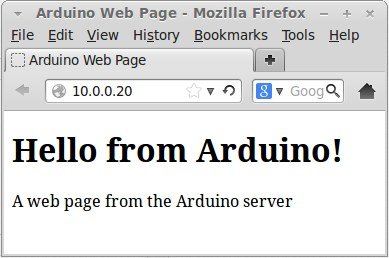 Arduino Web Page - Mozilla Firefox
File Edit View History Bookmarks Tools Help
Arduino Web Page
10.0.0.20 8 Goog
Hello from Arduino!
A web page from the Arduino server